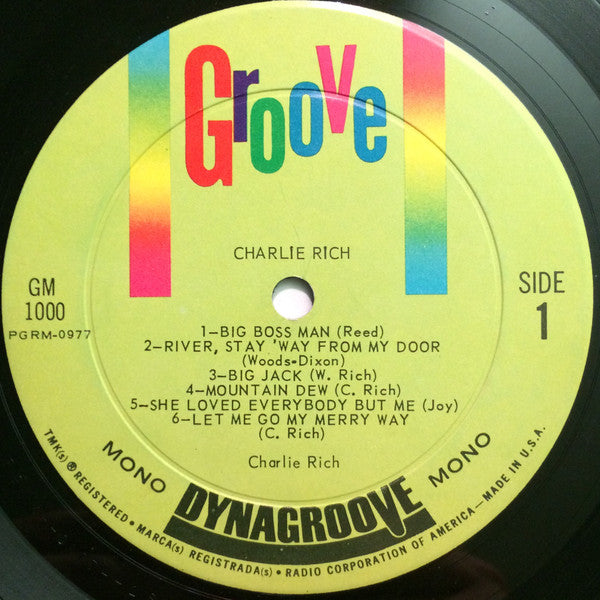 Groove
CHARLIE RICH
GM
1000
PGRM-0977
SIDE
1
1–BIG BOSS MAN (Reed)
2–RIVER, STAY 'WAY FROM MY DOOR
(Woods-Dixon)
3–BIG JACK (W. Rich)
4–MOUNTAIN DEW (C. Rich)
5–SHE LOVED EVERYBODY BUT ME (Joy)
6–LET ME GO MY MERRY WAY
(C. Rich)
Charlie Rich
MONO DYNAGROOVE MONO
TMK(s) ® REGISTERED • MARCA(s) REGISTRADA(s) • RADIO CORPORATION OF AMERICA—MADE IN U.S.A.